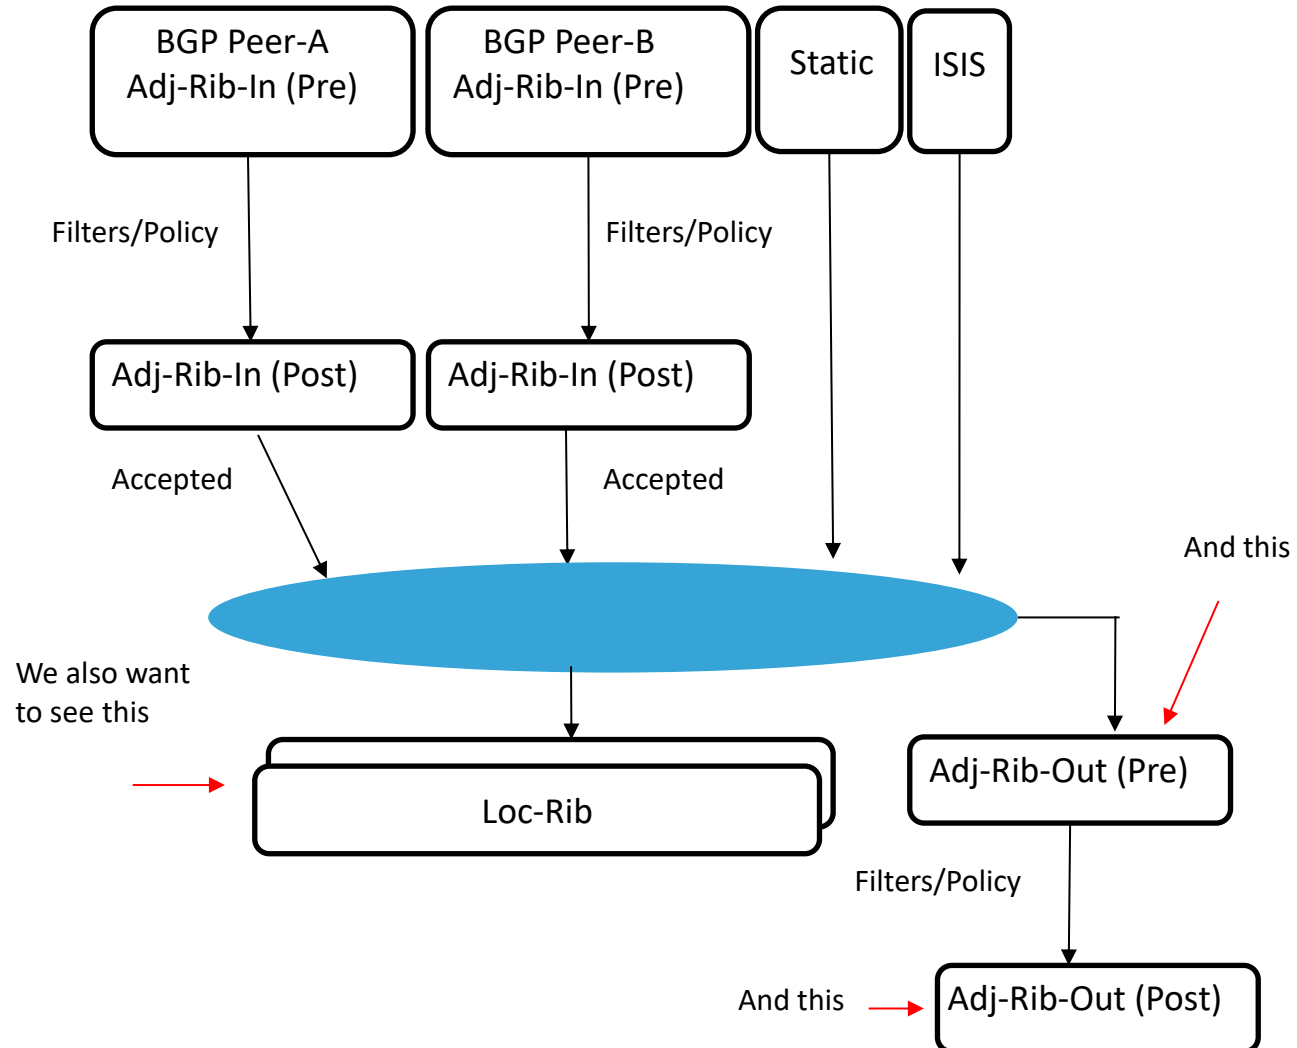 BGP Peer-A
Adj-Rib-In (Pre)
BGP Peer-B
Adj-Rib-In (Pre)
Static
ISIS
Filters/Policy
Filters/Policy
Adj-Rib-In (Post)
Adj-Rib-In (Post)
Accepted
Accepted
And this
We also want
to see this
Adj-Rib-Out (Pre)
Loc-Rib
Filters/Policy
And this
Adj-Rib-Out (Post)